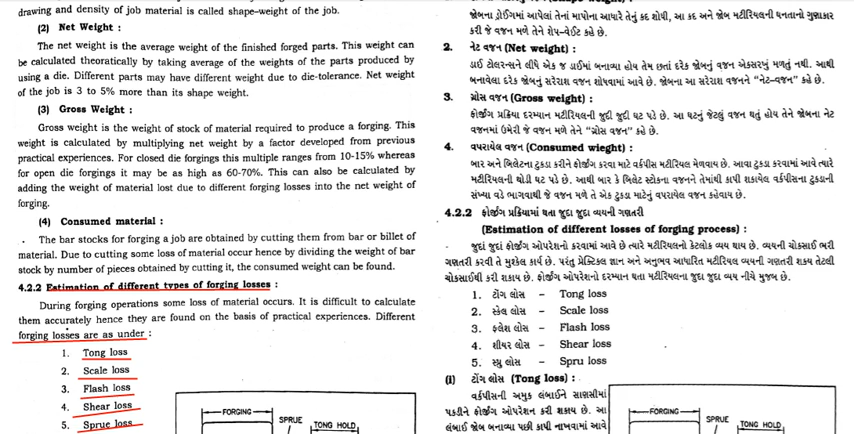 drawing and density of job material is called shape-weight of the job.
(2) Net Weight :
The net weight is the average weight of the finished forged parts. This weight can
be calculated theoratically by taking average of the weights of the parts produced by
using a die. Different parts may have different weight due to die-tolerance. Net weight
of the job is 3 to 5% more than its shape weight.
(3) Gross Weight :
Gross weight is the weight of stock of material required to produce a forging. This
weight is calculated by multiplying net weight by a factor developed from previous
practical experiences. For closed die forgings this multiple ranges from 10-15% whereas
for open die forgings it may be as high as 60-70%. This can also be calculated by
adding the weight of material lost due to different forging losses into the net weight of
forging.
(4) Consumed material :
The bar stocks for forging a job are obtained by cutting them from bar or billet of
material. Due to cutting some loss of material occur hence by dividing the weight of bar
stock by number of pieces obtained by cutting it, the consumed weight can be found.
4.2.2 Estimation of different types of forging losses :
During forging operations some loss of material occurs. It is difficult to calculate
them accurately hence they are found on the basis of practical experiences. Different
forging losses are as under :
1. Tong loss
2. Scale loss
3. Flash loss
4. Shear loss
5. Sprue loss
FORGING
SPRUE
TONG HOLD
જોબના ડ્રોઈંગમાં આપેલાં તેનાં માપોના આધારે તેનું કદ શોધી, આ કદ અને જોબ મટીરિયલની ઘનતાનો ગુણાકાર
કરી જે વજન મળે તેને શેપ-વેઈટ કહે છે.
2. નેટ વજન (Net weight) :
ડાઈ ટોલરન્સને લીધે એક જ ડાઈમાં બનાવ્યા હોય તેમ છતાં દરેક જોબનું વજન એકસરખું મળતું નથી. આથી
બનાવેલા દરેક જોબનું સરેરાશ વજન શોધવામાં આવે છે. જોબના આ સરેરાશ વજનને “નેટ-વજન” કહે છે.
3. ગ્રોસ વજન (Gross weight) :
ફોર્જીંગ પ્રક્રિયા દરમ્યાન મટીરિયલની જુદી જુદી ઘટ પડે છે. આ ઘટનું જેટલું વજન થતું હોય તેને જોબના નેટ
વજનમાં ઉમેરી જે વજન મળે તેને “ગ્રોસ વજન” કહે છે.
4. વપરાયેલ વજન (Consumed wieght) :
બાર અને બિલેટના ટુકડા કરીને ફોર્જીંગ કરવા માટે વર્કપીસ મટિરિયલ મેળવાય છે. આવા ટુકડા કરવામાં આવે ત્યારે
મટીરિયલની થોડી ઘટ પડે છે. આથી બાર કે બિલેટ સ્ટોકના વજનને તેમાંથી કાપી શકાયેલ વર્કપીસના ટુકડાની
સંખ્યા વડે ભાગવાથી જે વજન મળે તે એક ટુકડા માટેનું વપરાયેલ વજન કહેવાય છે.
4.2.2 ફોર્જીંગ પ્રક્રિયામાં થતા જુદા જુદા વ્યયની ગણતરી
(Estimation of different losses of forging process) :
જુદાં જુદાં ફોર્જીંગ ઓપરેશનો કરવામાં આવે છે ત્યારે મટીરિયલનો કેટલોક વ્યય થાય છે. વ્યયની ચોક્સાઈ ભરી
ગણતરી કરવી તે મુશ્કેલ કાર્ય છે. પરંતુ પ્રેક્ટિકલ જ્ઞાન અને અનુભવ આધારિત મટીરિયલ વ્યયની ગણતરી શક્ય તેટલી
ચોક્સાઈથી કરી શકાય છે. ફોર્જીંગ ઓપરેશનો દરમ્યાન થતા મટીરિયલના જુદા જુદા વ્યય નીચે મુજબ છે.
1. ટોંગ લોસ – Tong loss
2. સ્કેલ લોસ – Scale loss
3. ફ્લેશ લોસ – Flash loss
4. શીયર લોસ – Shear loss
5. સ્પ્રુ લોસ – Spru loss
(i) ટોંગ લોસ (Tong loss) :
વર્કપીસની અમુક લંબાઈને સાણસીમાં
પકડીને ફોર્જીંગ ઓપરેશન કરી શકાય છે. આ
લંબાઈ જોબ બનાવ્યા પછી કાપી નાખવામાં આવે
FORGING
SPRUE
TONG HOLD